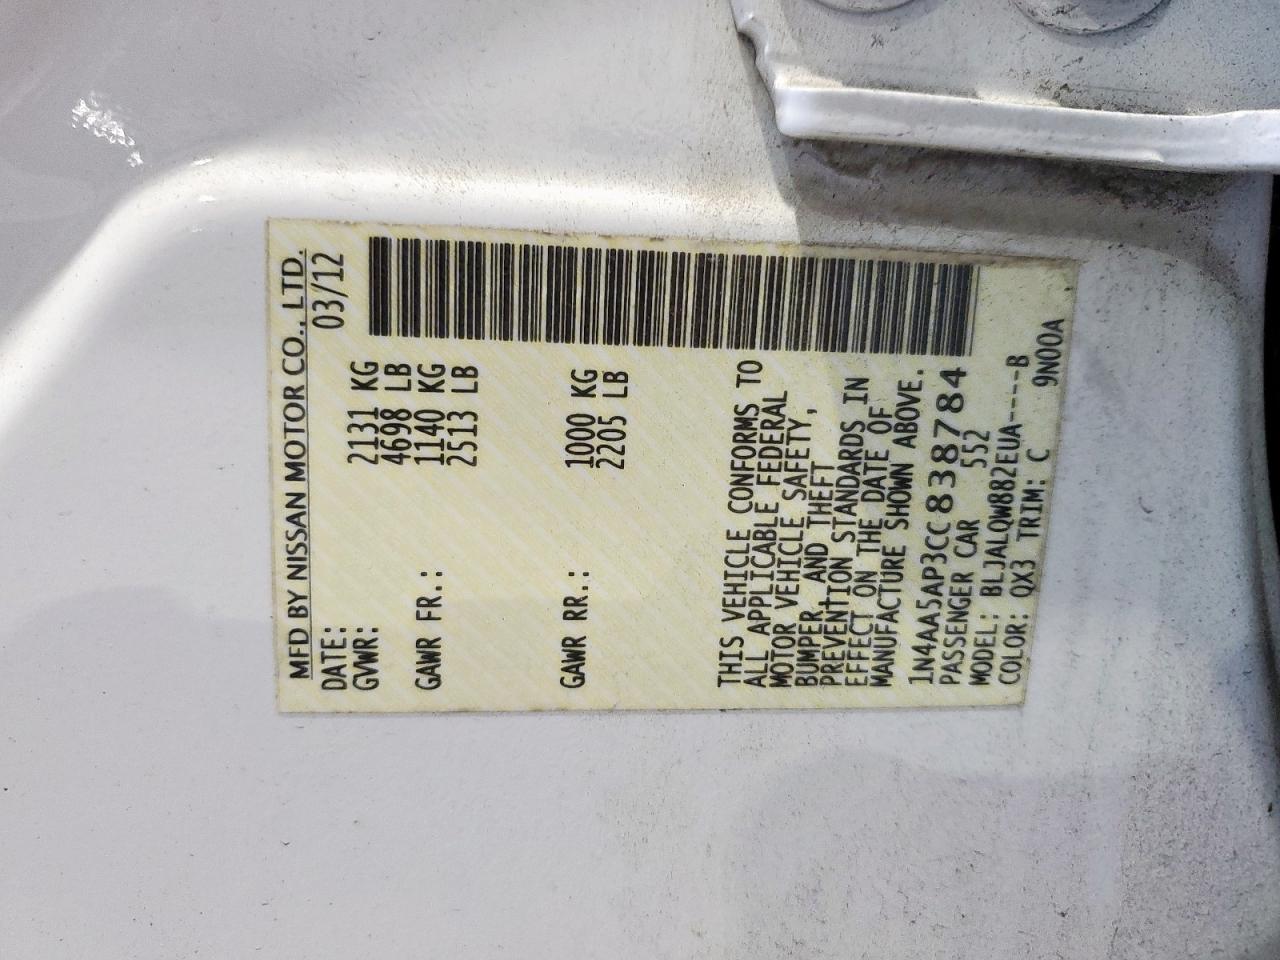 MFD BY NISSAN MOTOR CO., LTD.
DATE: 03/12
GVWR: 2131 KG
4698 LB
GAWR FR.: 1140 KG
2513 LB
GAWR RR.: 1000 KG
2205 LB
THIS VEHICLE CONFORMS TO
ALL APPLICABLE FEDERAL
MOTOR VEHICLE SAFETY,
BUMPER, AND THEFT
PREVENTION STANDARDS IN
EFFECT ON THE DATE OF
MANUFACTURE SHOWN ABOVE.
1N4AA5AP3CC838784
PASSENGER CAR 552
MODEL: BLJALQW882EUA----B
COLOR: QX3 TRIM: C 9N00A